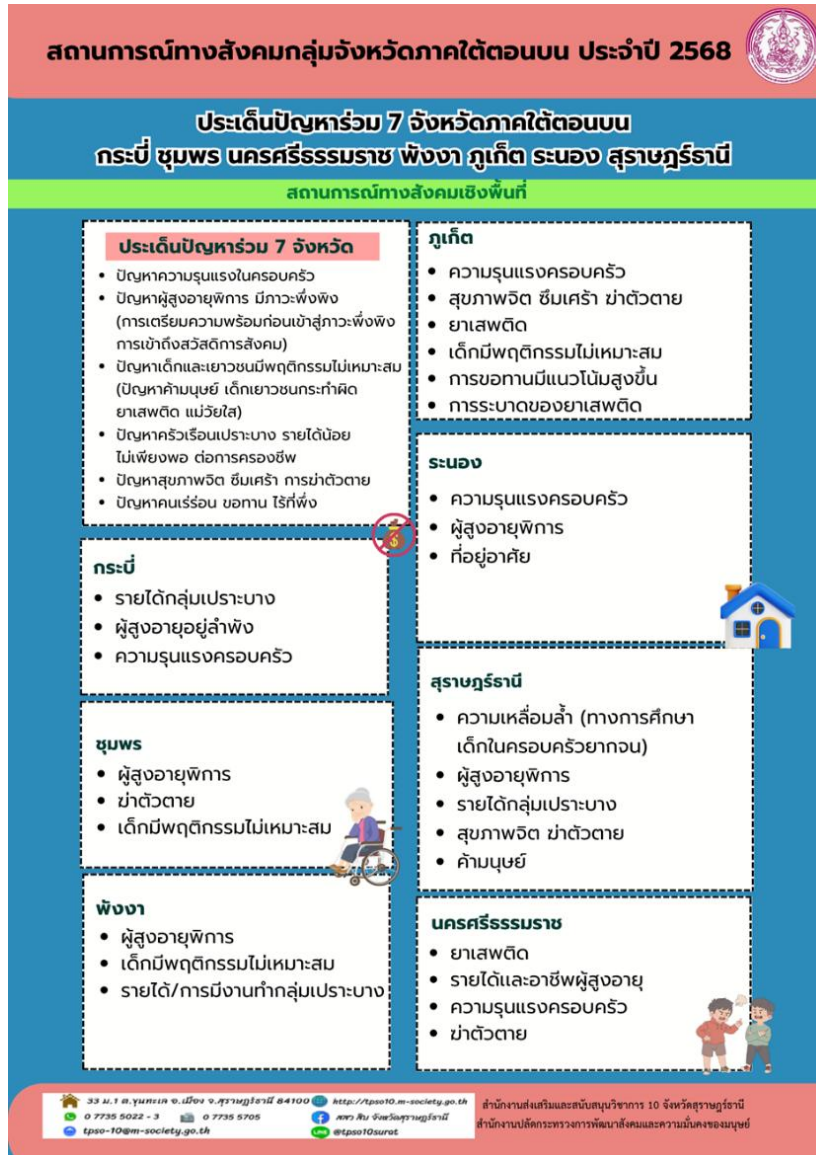 สถานการณ์ทางสังคมกลุ่มจังหวัดภาคใต้ตอนบน ประจำปี 2568
ประเด็นปัญหาร่วม 7 จังหวัดภาคใต้ตอนบน
กระบี่ ชุมพร นครศรีธรรมราช พังงา ภูเก็ต ระนอง สุราษฎร์ธานี
สถานการณ์ทางสังคมเชิงพื้นที่
ประเด็นปัญหาร่วม 7 จังหวัด
• ปัญหาความรุนแรงในครอบครัว
• ปัญหาผู้สูงอายุพิการ มีภาวะพึ่งพิง
(การเตรียมความพร้อมก่อนเข้าสู่ภาวะพึ่งพิง
การเข้าถึงสวัสดิการสังคม)
• ปัญหาเด็กและเยาวชนมีพฤติกรรมไม่เหมาะสม
(ปัญหาค้ามนุษย์ เด็กเยาวชนกระทำผิด
ยาเสพติด แม่วัยใส)
• ปัญหาครัวเรือนเปราะบาง รายได้น้อย
ไม่เพียงพอ ต่อการครองชีพ
• ปัญหาสุขภาพจิต ซึมเศร้า การฆ่าตัวตาย
• ปัญหาคนเร่ร่อน ขอทาน ไร้ที่พึ่ง
กระบี่
• รายได้กลุ่มเปราะบาง
• ผู้สูงอายุอยู่ลำพัง
• ความรุนแรงครอบครัว
ชุมพร
• ผู้สูงอายุพิการ
• ฆ่าตัวตาย
• เด็กมีพฤติกรรมไม่เหมาะสม
พังงา
• ผู้สูงอายุพิการ
• เด็กมีพฤติกรรมไม่เหมาะสม
• รายได้/การมีงานทำกลุ่มเปราะบาง
ภูเก็ต
• ความรุนแรงครอบครัว
• สุขภาพจิต ซึมเศร้า ฆ่าตัวตาย
• ยาเสพติด
• เด็กมีพฤติกรรมไม่เหมาะสม
• การขอทานมีแนวโน้มสูงขึ้น
• การระบาดของยาเสพติด
ระนอง
• ความรุนแรงครอบครัว
• ผู้สูงอายุพิการ
• ที่อยู่อาศัย
สุราษฎร์ธานี
• ความเหลื่อมล้ำ (ทางการศึกษา
เด็กในครอบครัวยากจน)
• ผู้สูงอายุพิการ
• รายได้กลุ่มเปราะบาง
• สุขภาพจิต ฆ่าตัวตาย
• ค้ามนุษย์
นครศรีธรรมราช
• ยาเสพติด
• รายได้และอาชีพผู้สูงอายุ
• ความรุนแรงครอบครัว
• ฆ่าตัวตาย
33 ม.1 ต.ขุนทะเล อ.เมือง จ.สุราษฎร์ธานี 84100 http://tpso10.m-society.go.th
0 7735 5022 - 3 0 7735 5705 สสว สิบ จังหวัดสุราษฎร์ธานี
tpso-10@m-society.go.th @tpso10surat
สำนักงานส่งเสริมและสนับสนุนวิชาการ 10 จังหวัดสุราษฎร์ธานี
สำนักงานปลัดกระทรวงการพัฒนาสังคมและความมั่นคงของมนุษย์